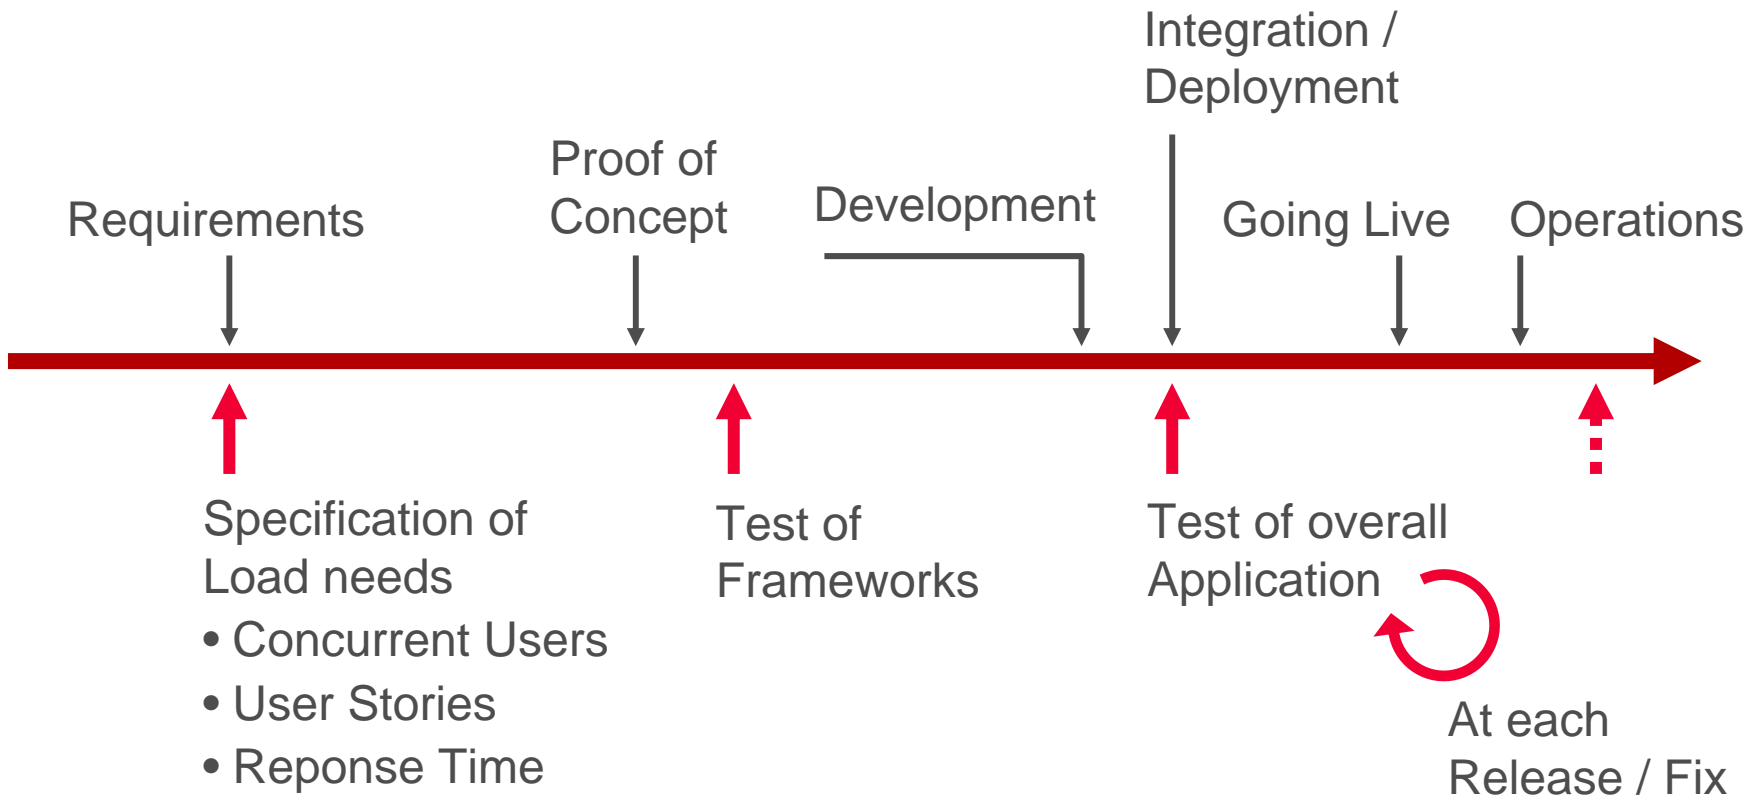 Integration /
Deployment
Proof of
Concept
Development
Requirements
Going Live
Operations
Specification of
Load needs
• Concurrent Users
• User Stories
• Reponse Time
Test of
Frameworks
Test of overall
Application
At each
Release / Fix